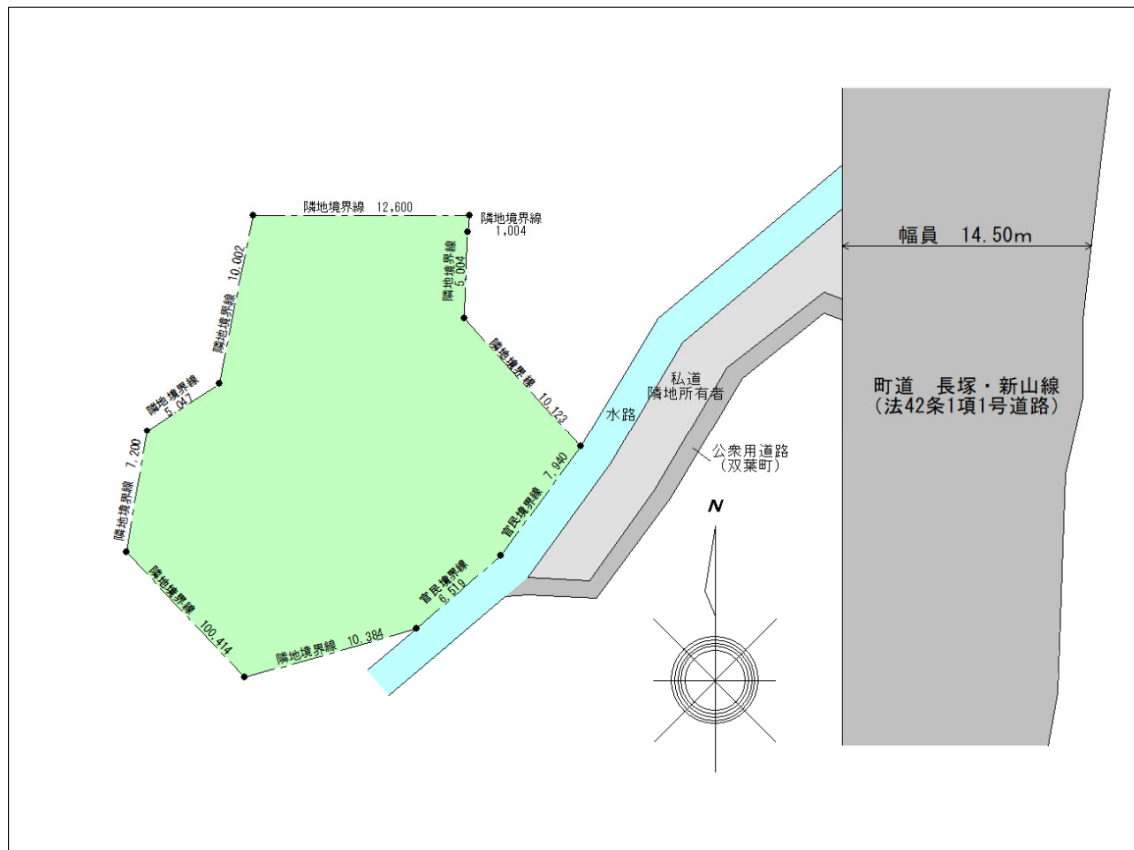 隣地境界線 12,600
隣地境界線
1,004
隣地境界線 10,002
隣地境界線
5,004
幅員 14.50m
隣地境界線 10,123
隣地境界線
5,047
私道
隣地所有者
町道 長塚・新山線
(法42条1項1号道路)
水路
隣地境界線 7,200
公衆用道路
(双葉町)
官民境界線 7,940
N
官民境界線
6,519
隣地境界線 100,414
隣地境界線 10,384